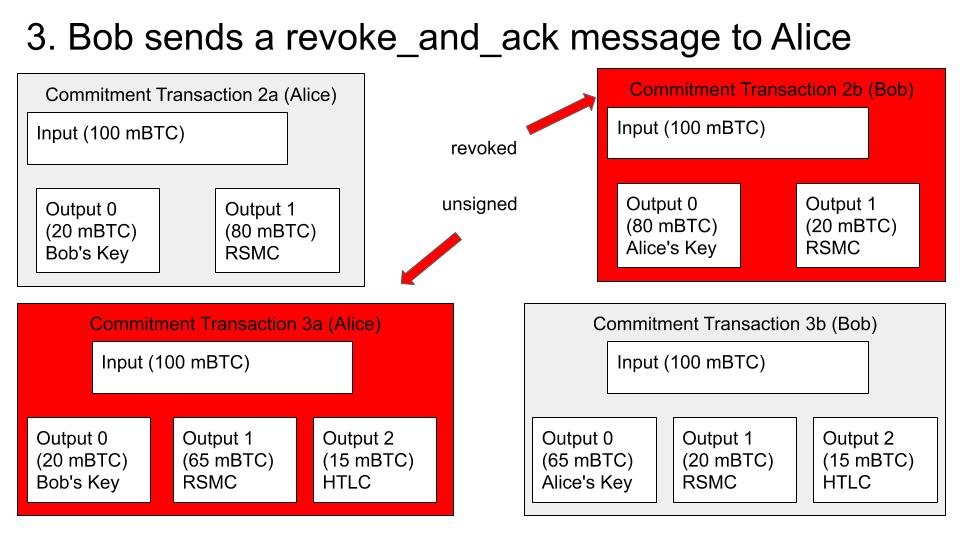 3. Bob sends a revoke_and_ack message to Alice
Commitment Transaction 2a (Alice)
Input (100 mBTC)
Output 0
(20 mBTC)
Bob's Key
Output 1
(80 mBTC)
RSMC
revoked
unsigned
Commitment Transaction 2b (Bob)
Input (100 mBTC)
Output 0
(80 mBTC)
Alice's Key
Output 1
(20 mBTC)
RSMC
Commitment Transaction 3a (Alice)
Input (100 mBTC)
Output 0
(20 mBTC)
Bob's Key
Output 1
(65 mBTC)
RSMC
Output 2
(15 mBTC)
HTLC
Commitment Transaction 3b (Bob)
Input (100 mBTC)
Output 0
(65 mBTC)
Alice's Key
Output 1
(20 mBTC)
RSMC
Output 2
(15 mBTC)
HTLC